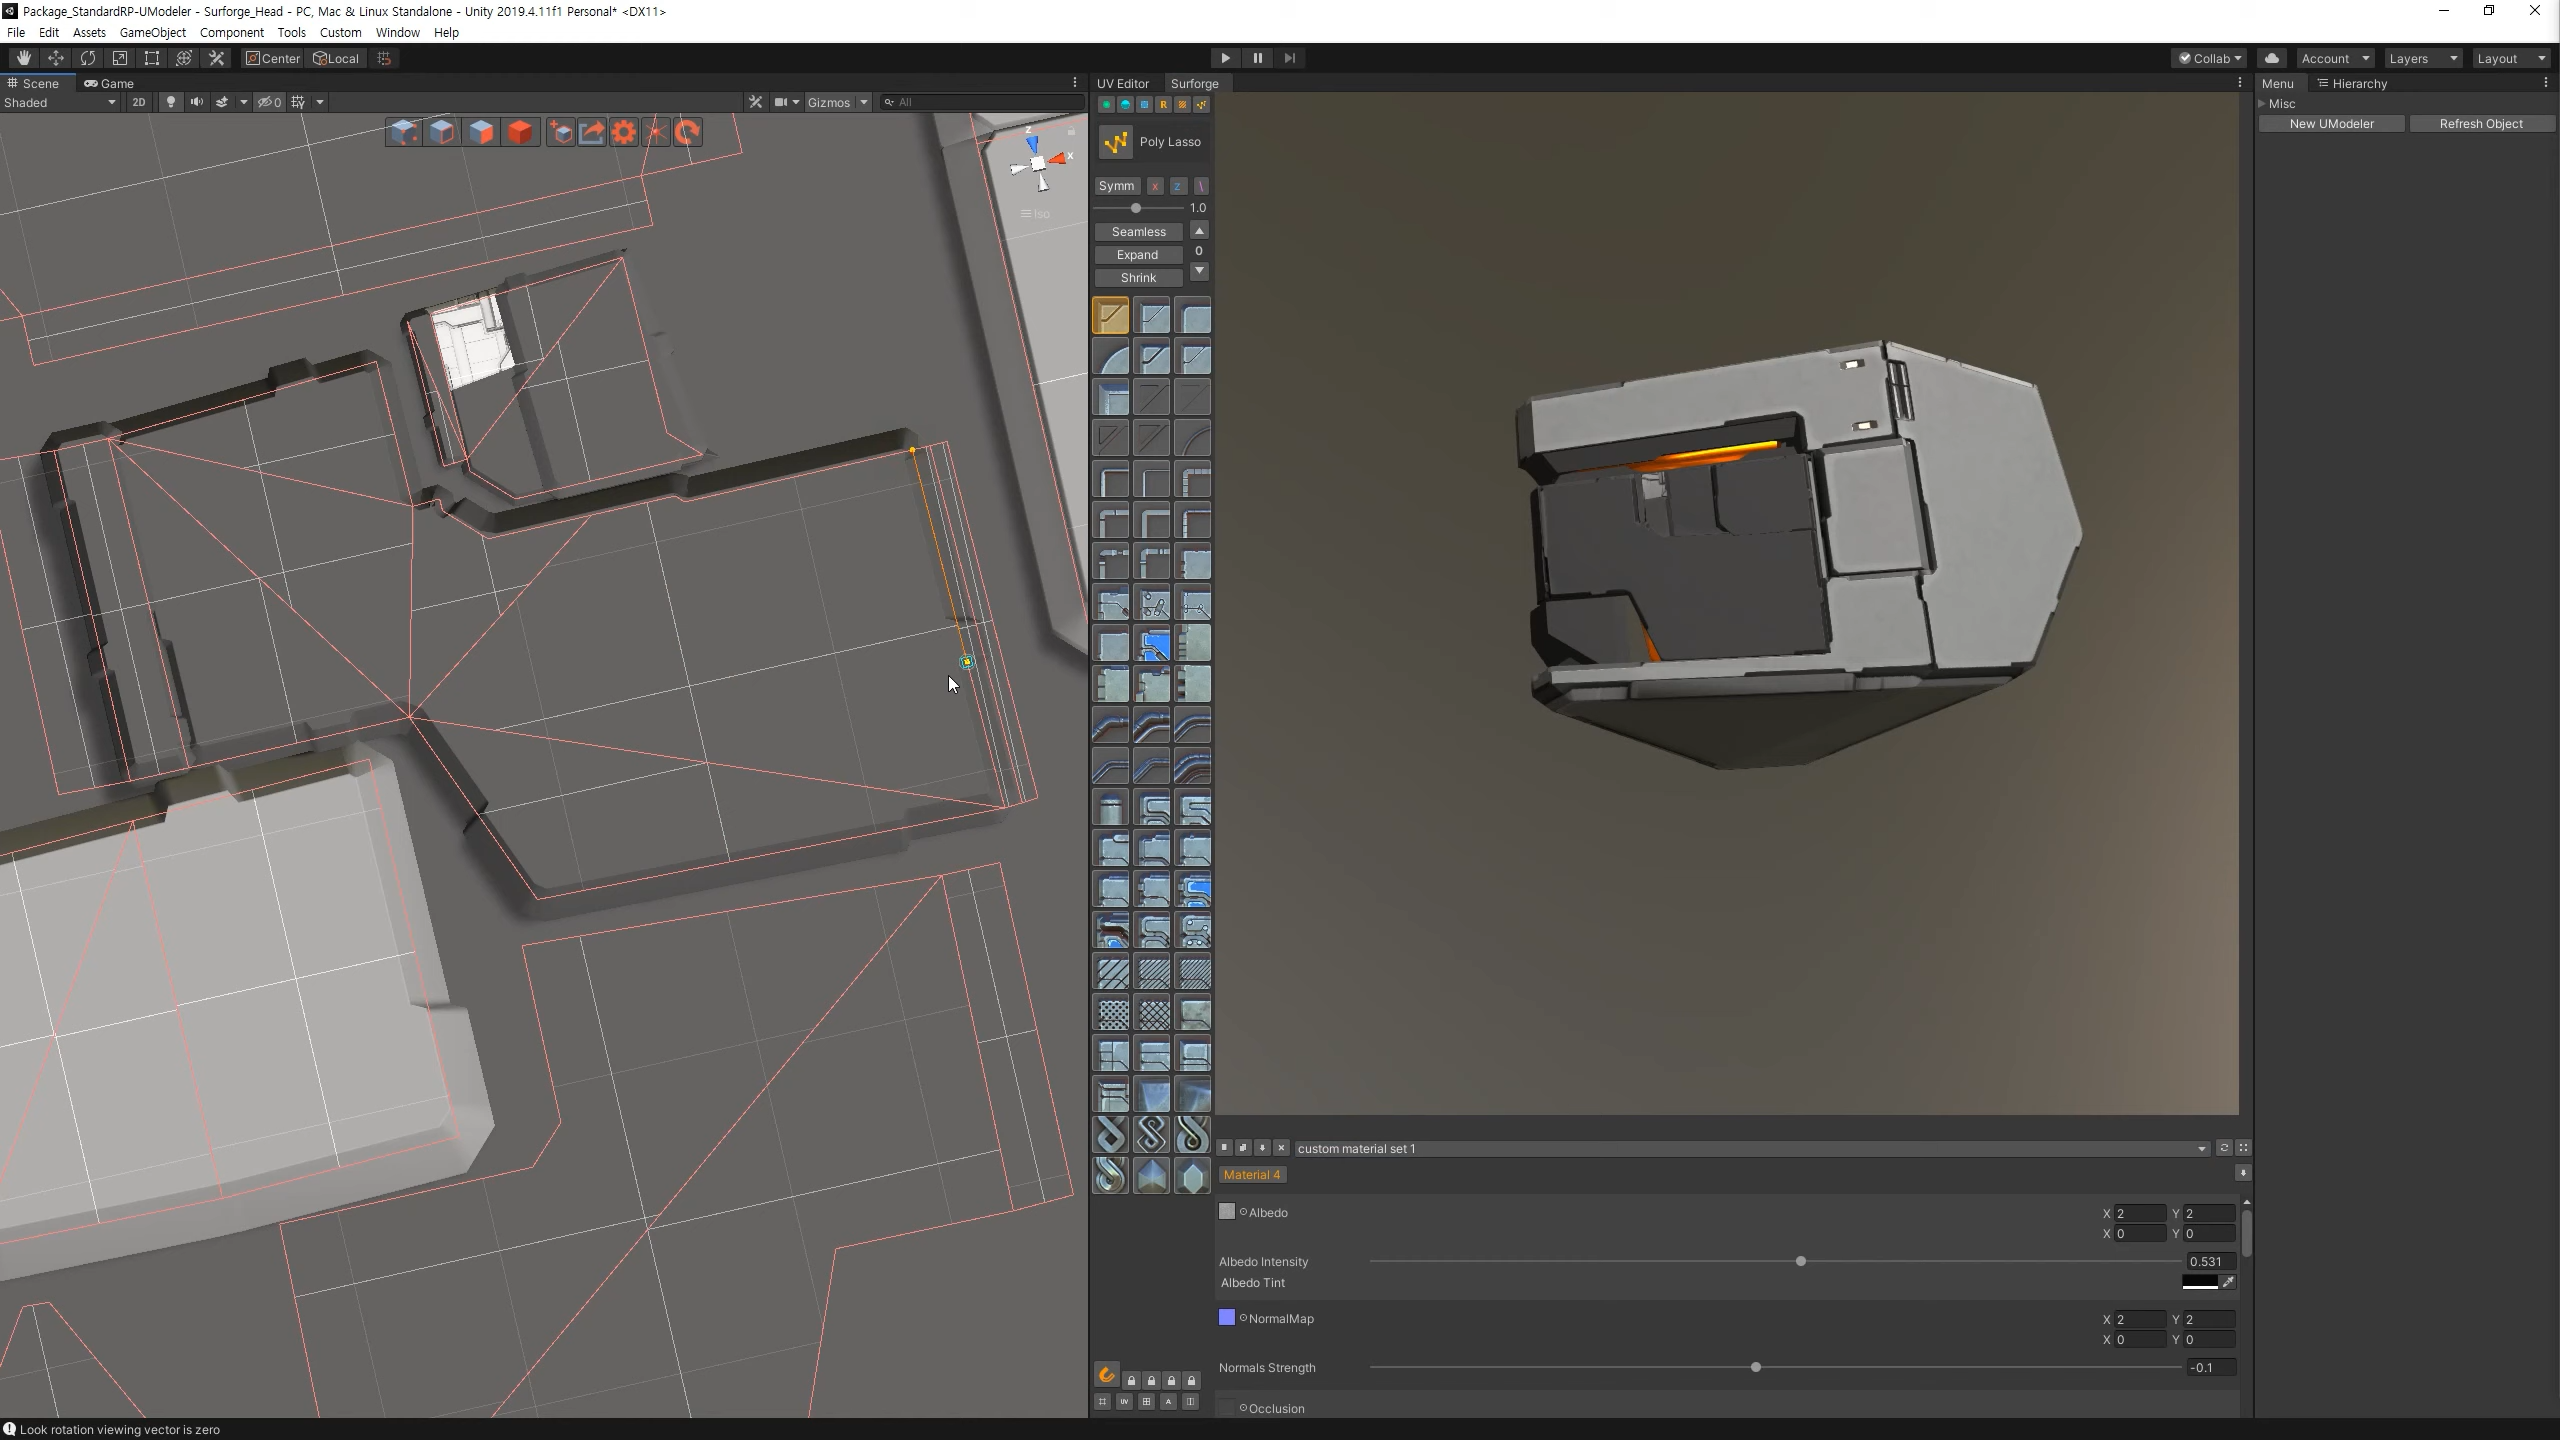 Package_StandardRP-UModeler - Surforge_Head - PC, Mac & Linux Standalone - Unity 2019.4.11f1 Personal* <DX11>
File Edit Assets GameObject Component Tools Custom Window Help
Center Local Collab Account Layers Layout
Scene Game UV Editor Surforge Menu Hierarchy
Shaded 2D 0 Gizmos All
Misc
New UModeler Refresh Object
R
Poly Lasso
z
x
Iso
Symm x z \
1.0
Seamless
0
Expand
Shrink
custom material set 1
Material 4
Albedo X 2 Y 2
X 0 Y 0
Albedo Intensity 0.531
Albedo Tint
NormalMap X 2 Y 2
X 0 Y 0
Normals Strength -0.1
UV A
Occlusion
Look rotation viewing vector is zero